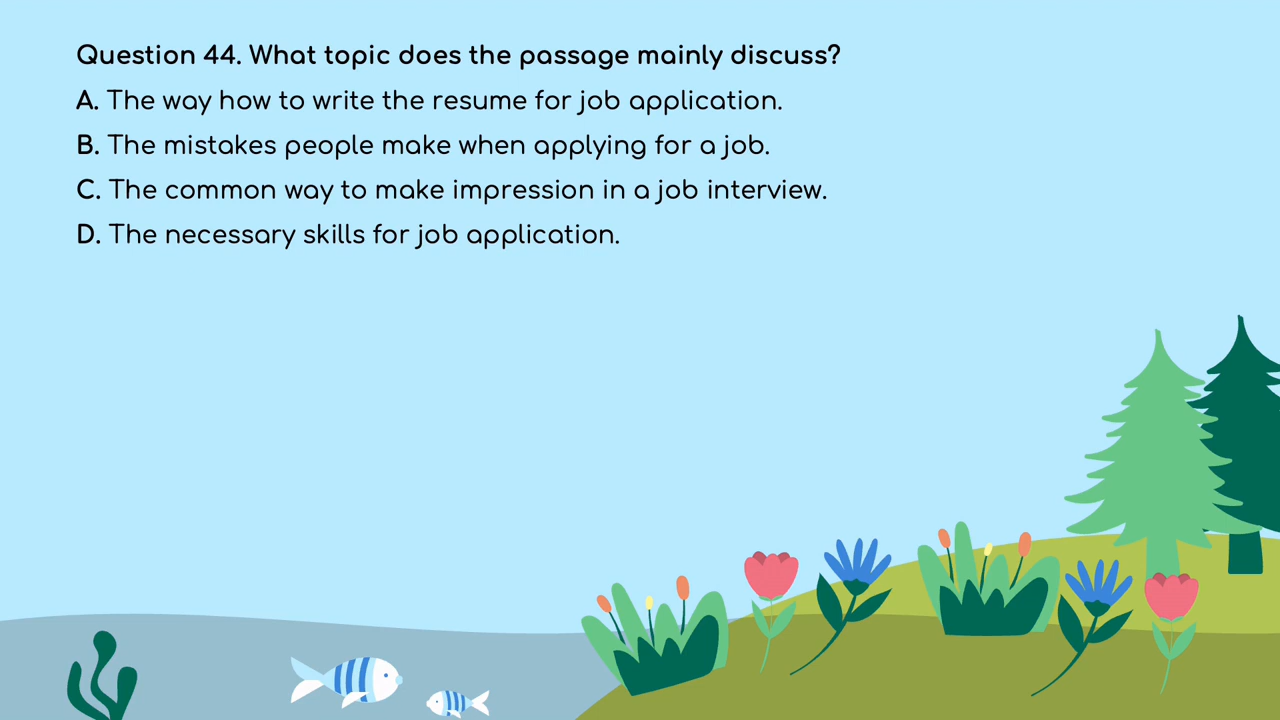 Question 44. What topic does the passage mainly discuss?
A. The way how to write the resume for job application.
B. The mistakes people make when applying for a job.
C. The common way to make impression in a job interview.
D. The necessary skills for job application.